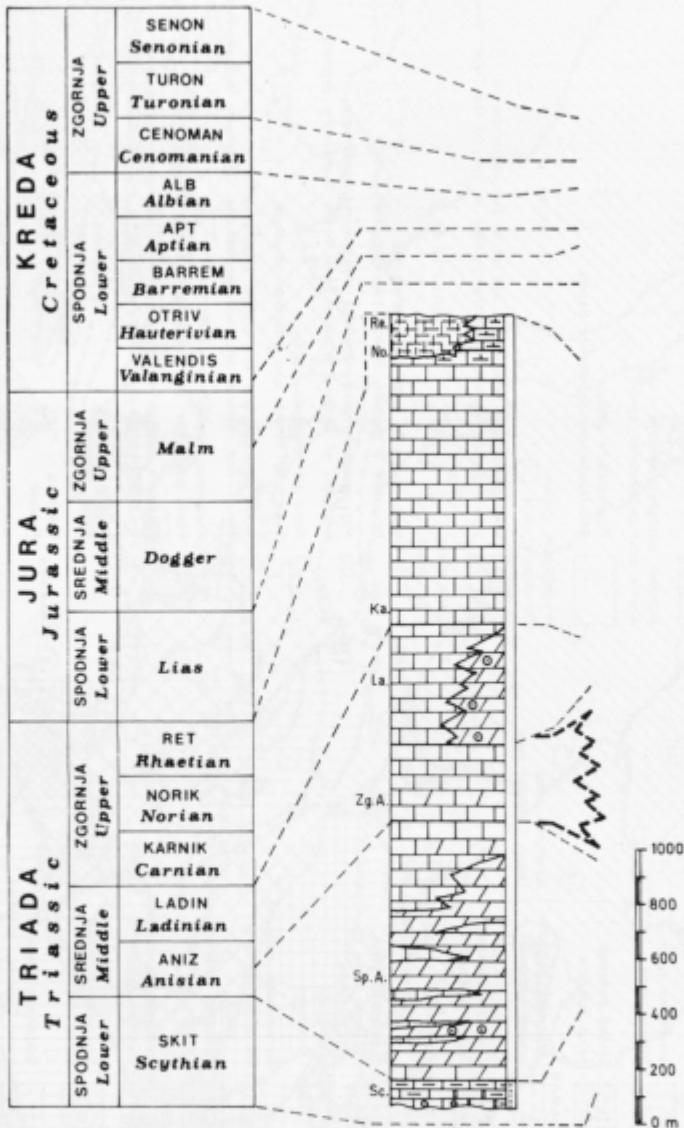 KREDA
Cretaceous
ZGORNJA
Upper
SENON
Senonian
TURON
Turonian
CENOMAN
Cenomanian
SPODNJA
Lower
ALB
Albian
APT
Aptian
BARREM
Barremian
OTRIV
Hauterivian
VALENDIS
Valanginian
JURA
Jurassic
ZGORNJA
Upper
Malm
SREDNJA
Middle
Dogger
SPODNJA
Lower
Lias
TRIADA
Triassic
ZGORNJA
Upper
RET
Rhaetian
NORIK
Norian
KARNIK
Carnian
SREDNJA
Middle
LADIN
Ladinian
ANIZ
Anisian
SPODNJA
Lower
SKIT
Scythian
Re.
No.
Ka.
La.
Zg.A.
Sp.A.
Sc.
1000
800
600
400
200
0 m